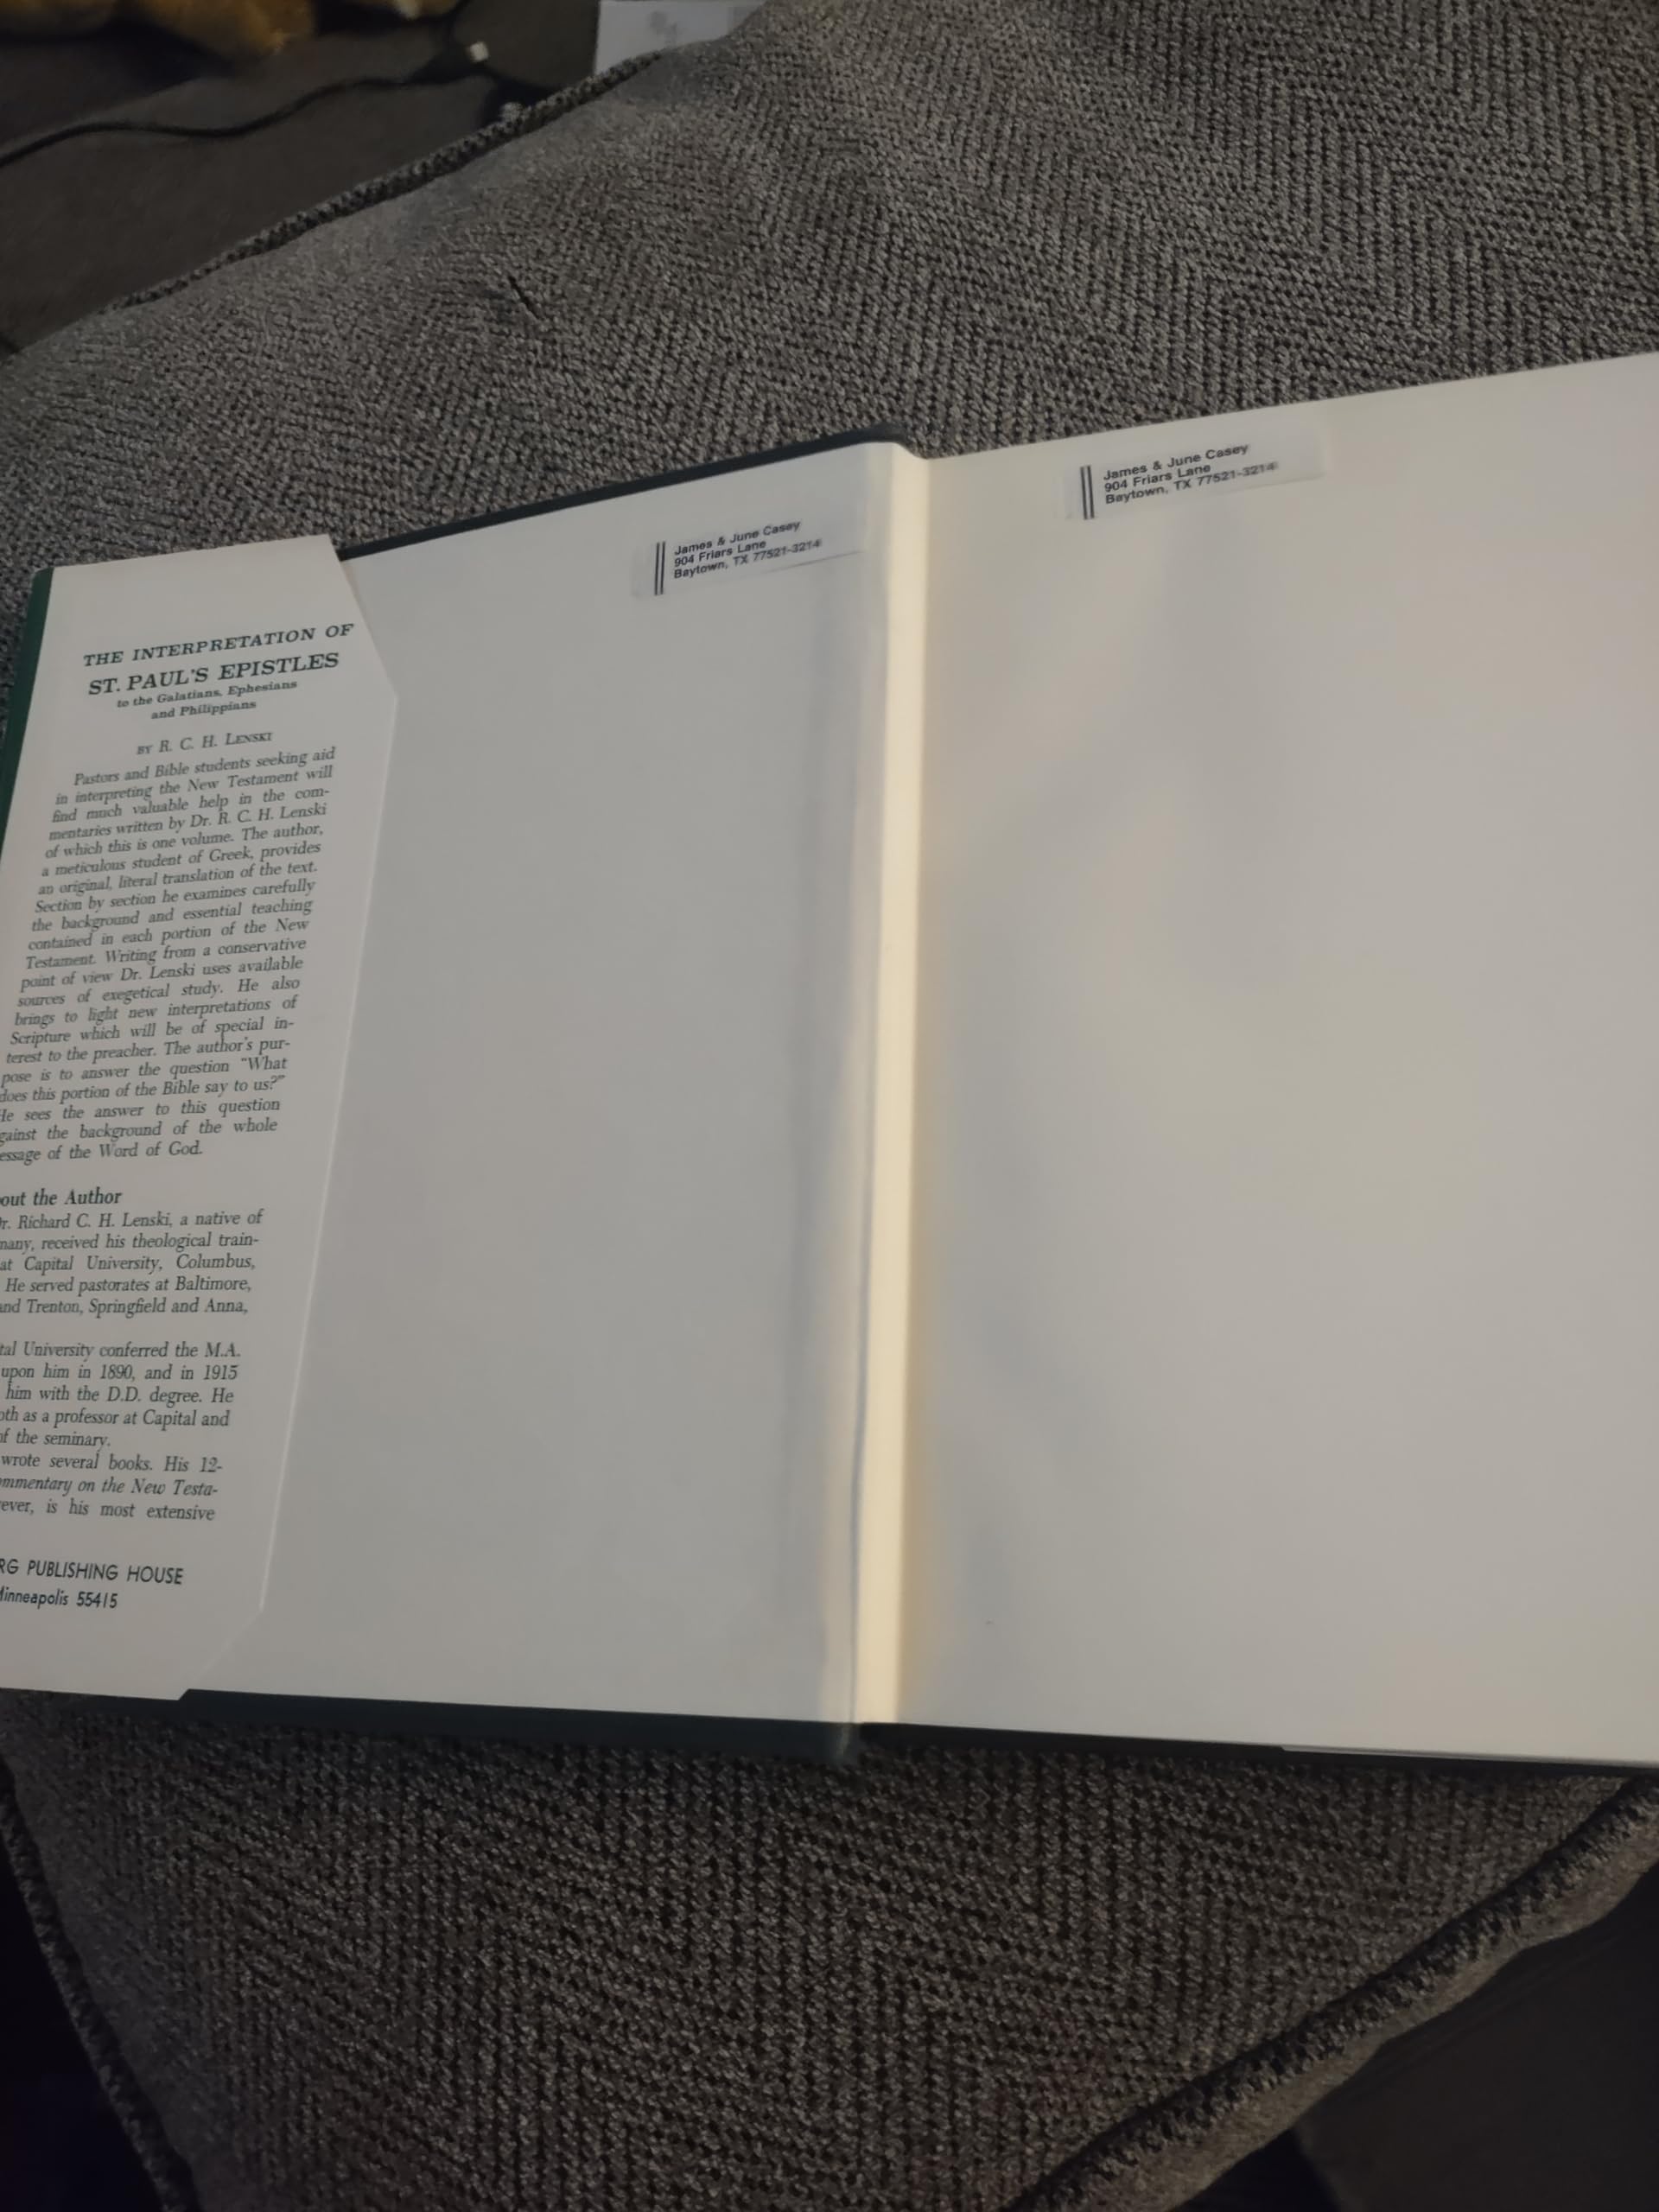 THE INTERPRETATION OF
ST. PAUL'S EPISTLES
to the Galatians, Ephesians
and Philippians
BY R. C. H. LENSKI
Pastors and Bible students seeking aid
in interpreting the New Testament will
find much valuable help in the com-
mentaries written by Dr. R. C. H. Lenski
of which this is one volume. The author,
a meticulous student of Greek, provides
an original, literal translation of the text.
Section by section he examines carefully
the background and essential teaching
contained in each portion of the New
Testament. Writing from a conservative
point of view Dr. Lenski uses available
sources of exegetical study. He also
brings to light new interpretations of
Scripture which will be of special in-
terest to the preacher. The author's pur-
pose is to answer the question "What
does this portion of the Bible say to us?"
He sees the answer to this question
gainst the background of the whole
essage of the Word of God.
out the Author
r. Richard C. H. Lenski, a native of
many, received his theological train-
at Capital University, Columbus,
He served pastorates at Baltimore,
and Trenton, Springfield and Anna,
tal University conferred the M.A.
upon him in 1890, and in 1915
him with the D.D. degree. He
oth as a professor at Capital and
of the seminary.
wrote several books. His 12-
ommentary on the New Testa-
ever, is his most extensive
RG PUBLISHING HOUSE
Minneapolis 55415
James & June Casey
904 Friars Lane
Baytown, TX 77521-3214
James & June Casey
904 Friars Lane
Baytown, TX 77521-3214